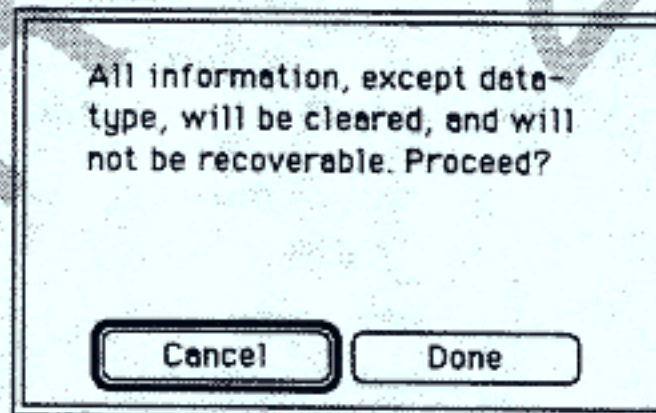 All information, except data-
type, will be cleared, and will
not be recoverable. Proceed?
Cancel Done